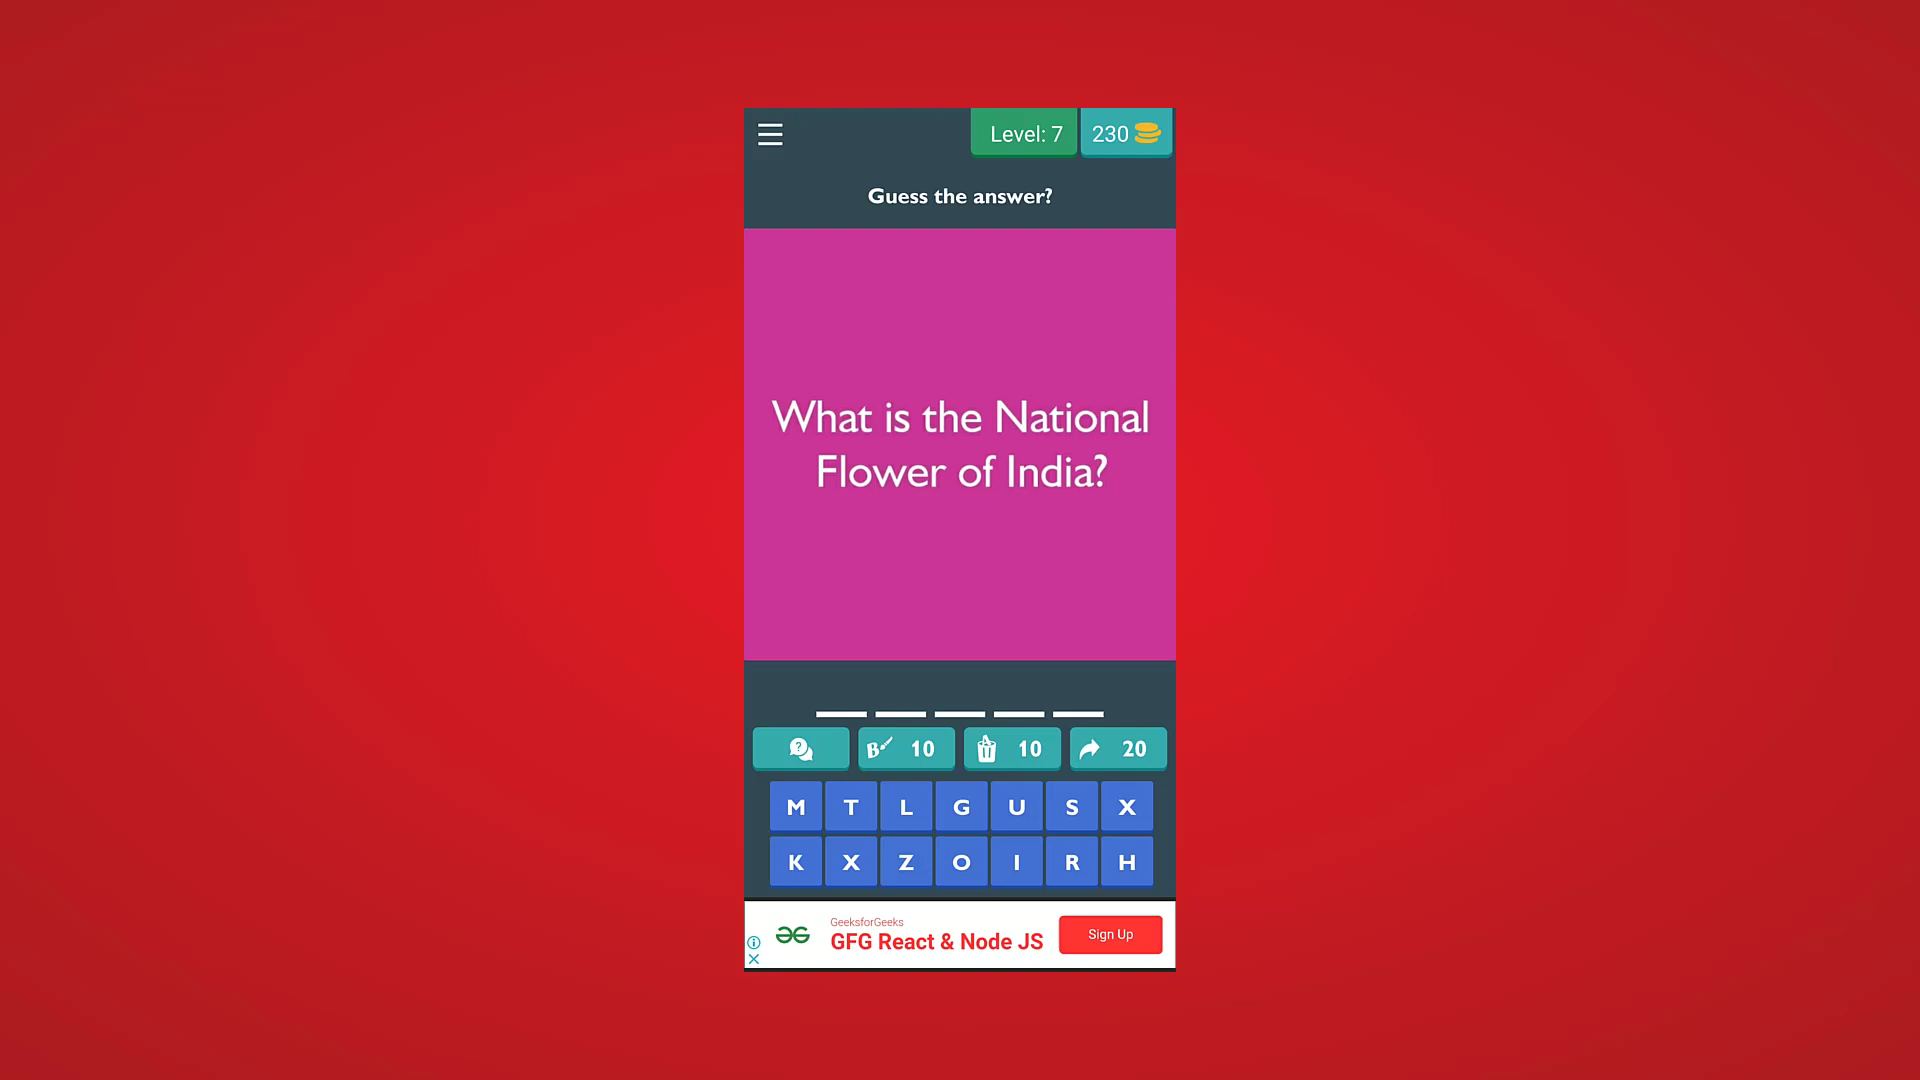 Level: 7
230
Guess the answer?
What is the National
Flower of India?
B 10
10
20
M T L G U S X
K X Z O I R H
GeeksforGeeks
GFG React & Node JS
Sign Up